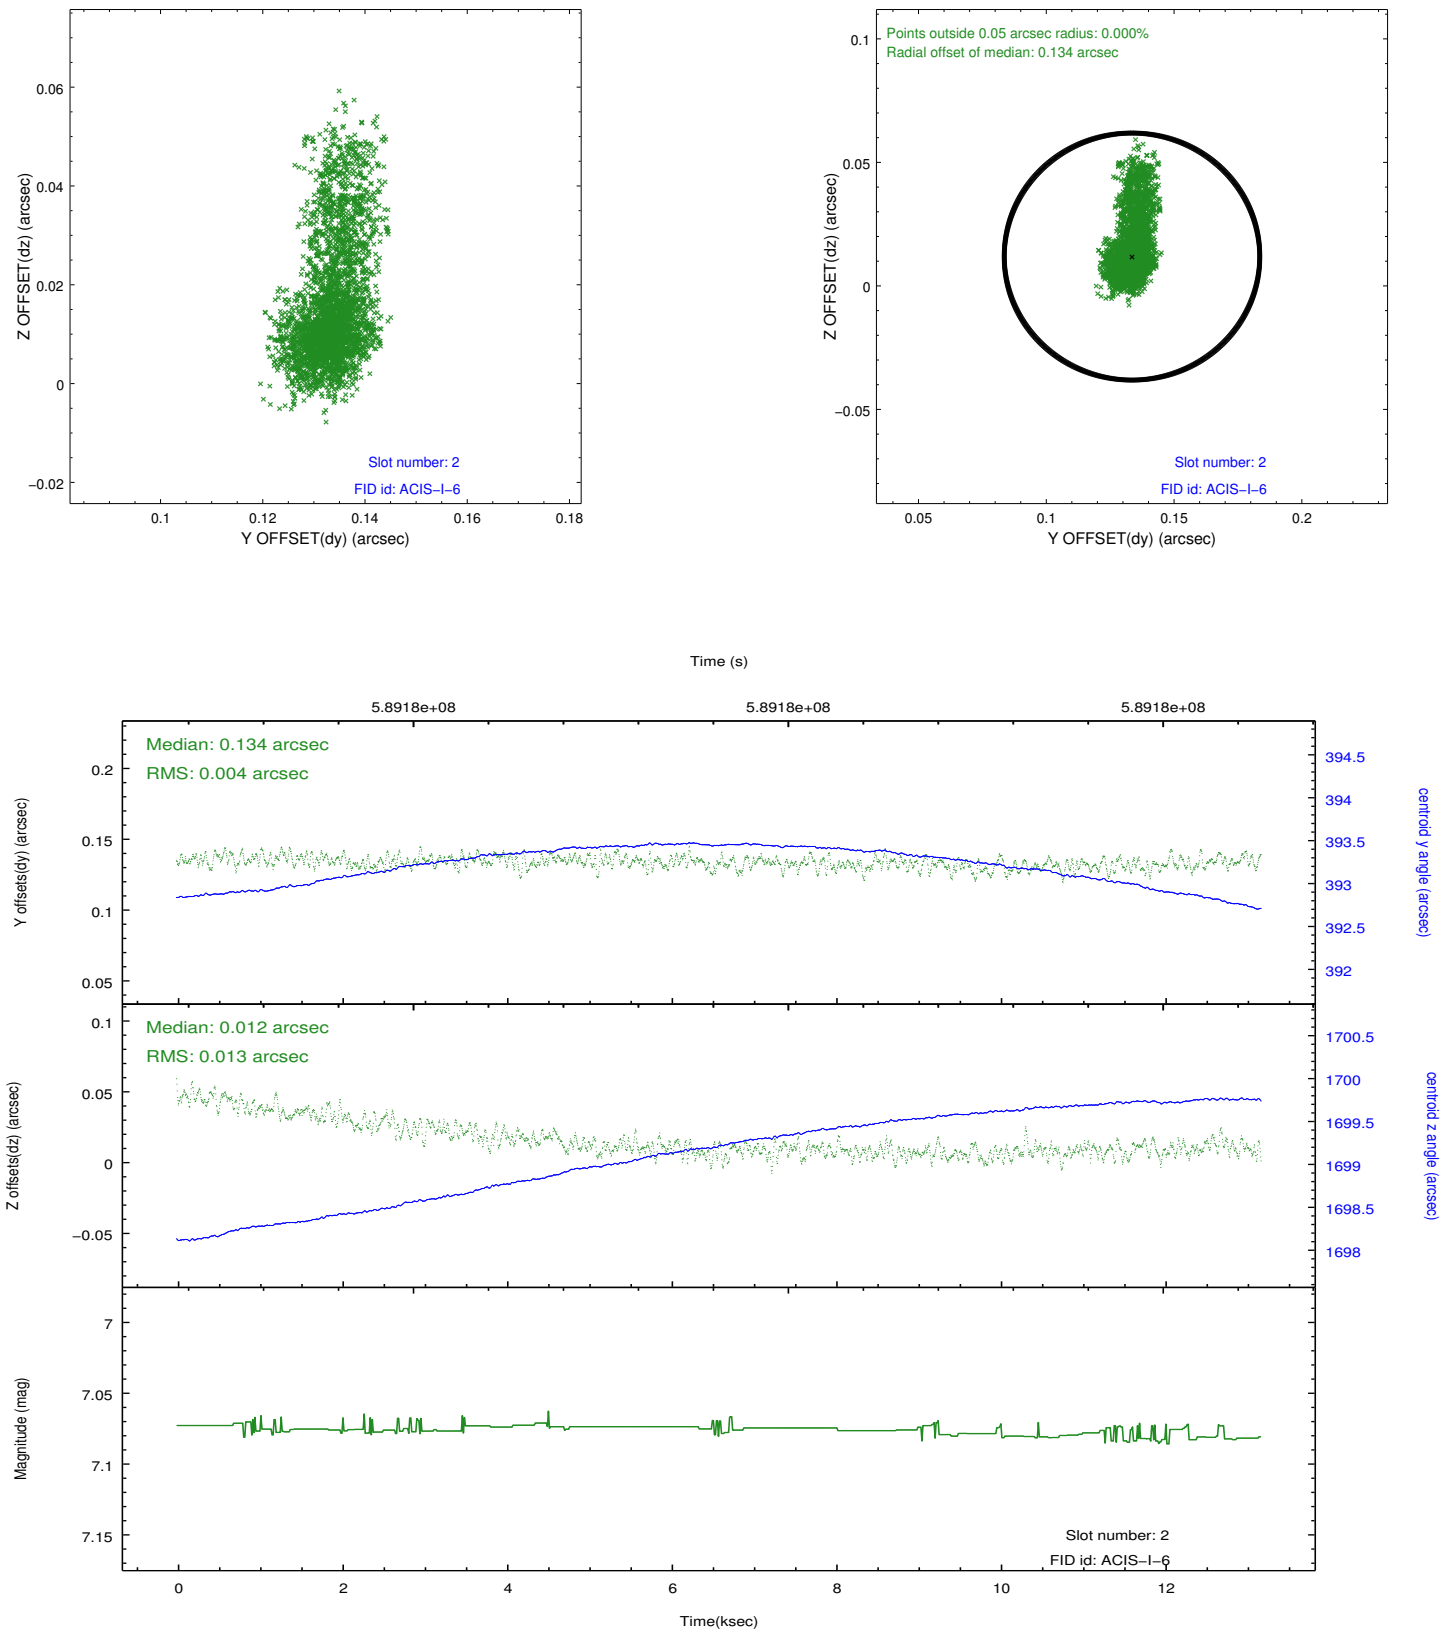 0.06
0.04
0.02
0
−0.02
Z OFFSET(dz) (arcsec)
Slot number: 2
FID id: ACIS−I−6
0.1
0.12
0.14
0.16
0.18
Y OFFSET(dy) (arcsec)
Points outside 0.05 arcsec radius: 0.000%
Radial offset of median: 0.134 arcsec
0.1
0.05
0
−0.05
Z OFFSET(dz) (arcsec)
Slot number: 2
FID id: ACIS−I−6
0.05
0.1
0.15
0.2
Y OFFSET(dy) (arcsec)
Time (s)
5.8918e+08
5.8918e+08
5.8918e+08
Median: 0.134 arcsec
RMS: 0.004 arcsec
0.2
0.15
0.1
0.05
Y offsets(dy) (arcsec)
394.5
394
393.5
393
392.5
392
centroid y angle (arcsec)
Median: 0.012 arcsec
RMS: 0.013 arcsec
0.1
0.05
0
−0.05
Z offsets(dz) (arcsec)
1700.5
1700
1699.5
1699
1698.5
1698
centroid z angle (arcsec)
7
7.05
7.1
7.15
Magnitude (mag)
Slot number: 2
FID id: ACIS−I−6
0
2
4
6
8
10
12
Time(ksec)